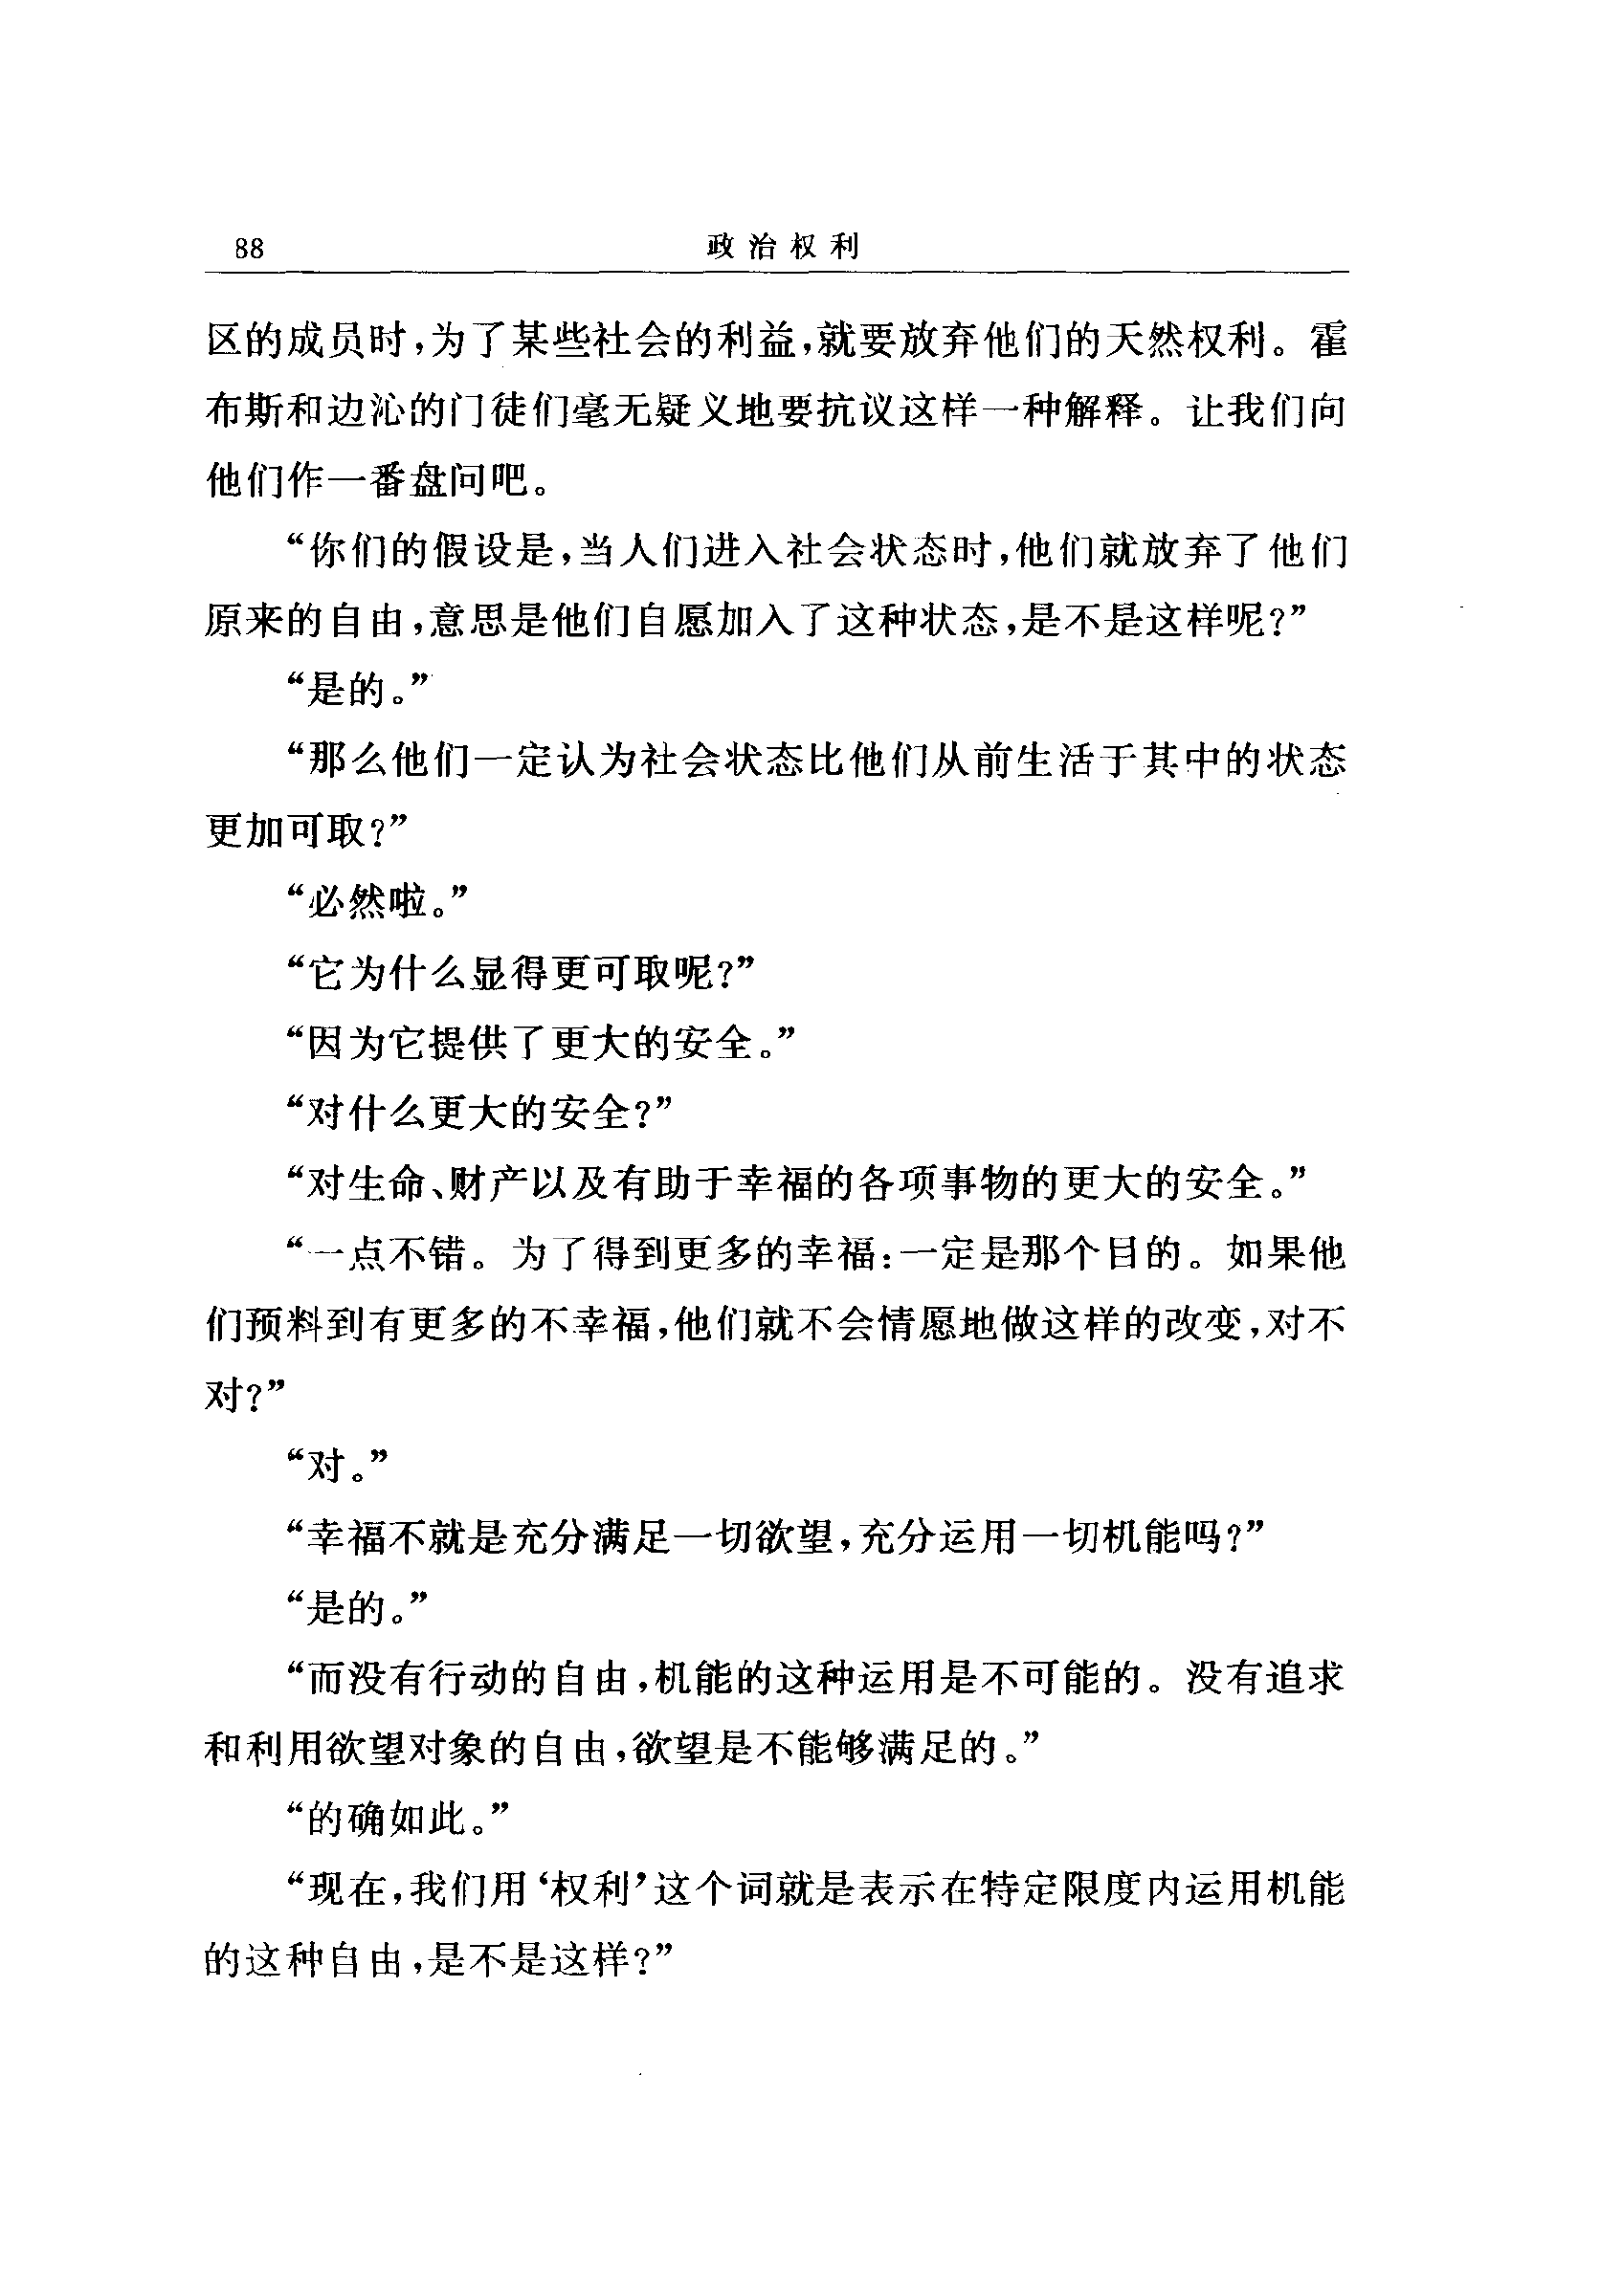 88 政治权利
区的成员时，为了某些社会的利益，就要放弃他们的天然权利。霍
布斯和边沁的门徒们毫无疑义地要抗议这样一种解释。让我们向
他们作一番盘问吧。
“你们的假设是，当人们进入社会状态时，他们就放弃了他们
原来的自由，意思是他们自愿加入了这种状态，是不是这样呢？”
“是的。”
“那么他们一定认为社会状态比他们从前生活于其中的状态
更加可取？”
“必然啦。”
“它为什么显得更可取呢？”
“因为它提供了更大的安全。”
“对什么更大的安全？”
“对生命、财产以及有助于幸福的各项事物的更大的安全。”
“一点不错。为了得到更多的幸福：一定是那个目的。如果他
们预料到有更多的不幸福，他们就不会情愿地做这样的改变，对不
对？”
“对。”
“幸福不就是充分满足一切欲望，充分运用一切机能吗？”
“是的。”
“而没有行动的自由，机能的这种运用是不可能的。没有追求
和利用欲望对象的自由，欲望是不能够满足的。”
“的确如此。”
“现在，我们用‘权利’这个词就是表示在特定限度内运用机能
的这种自由，是不是这样？”